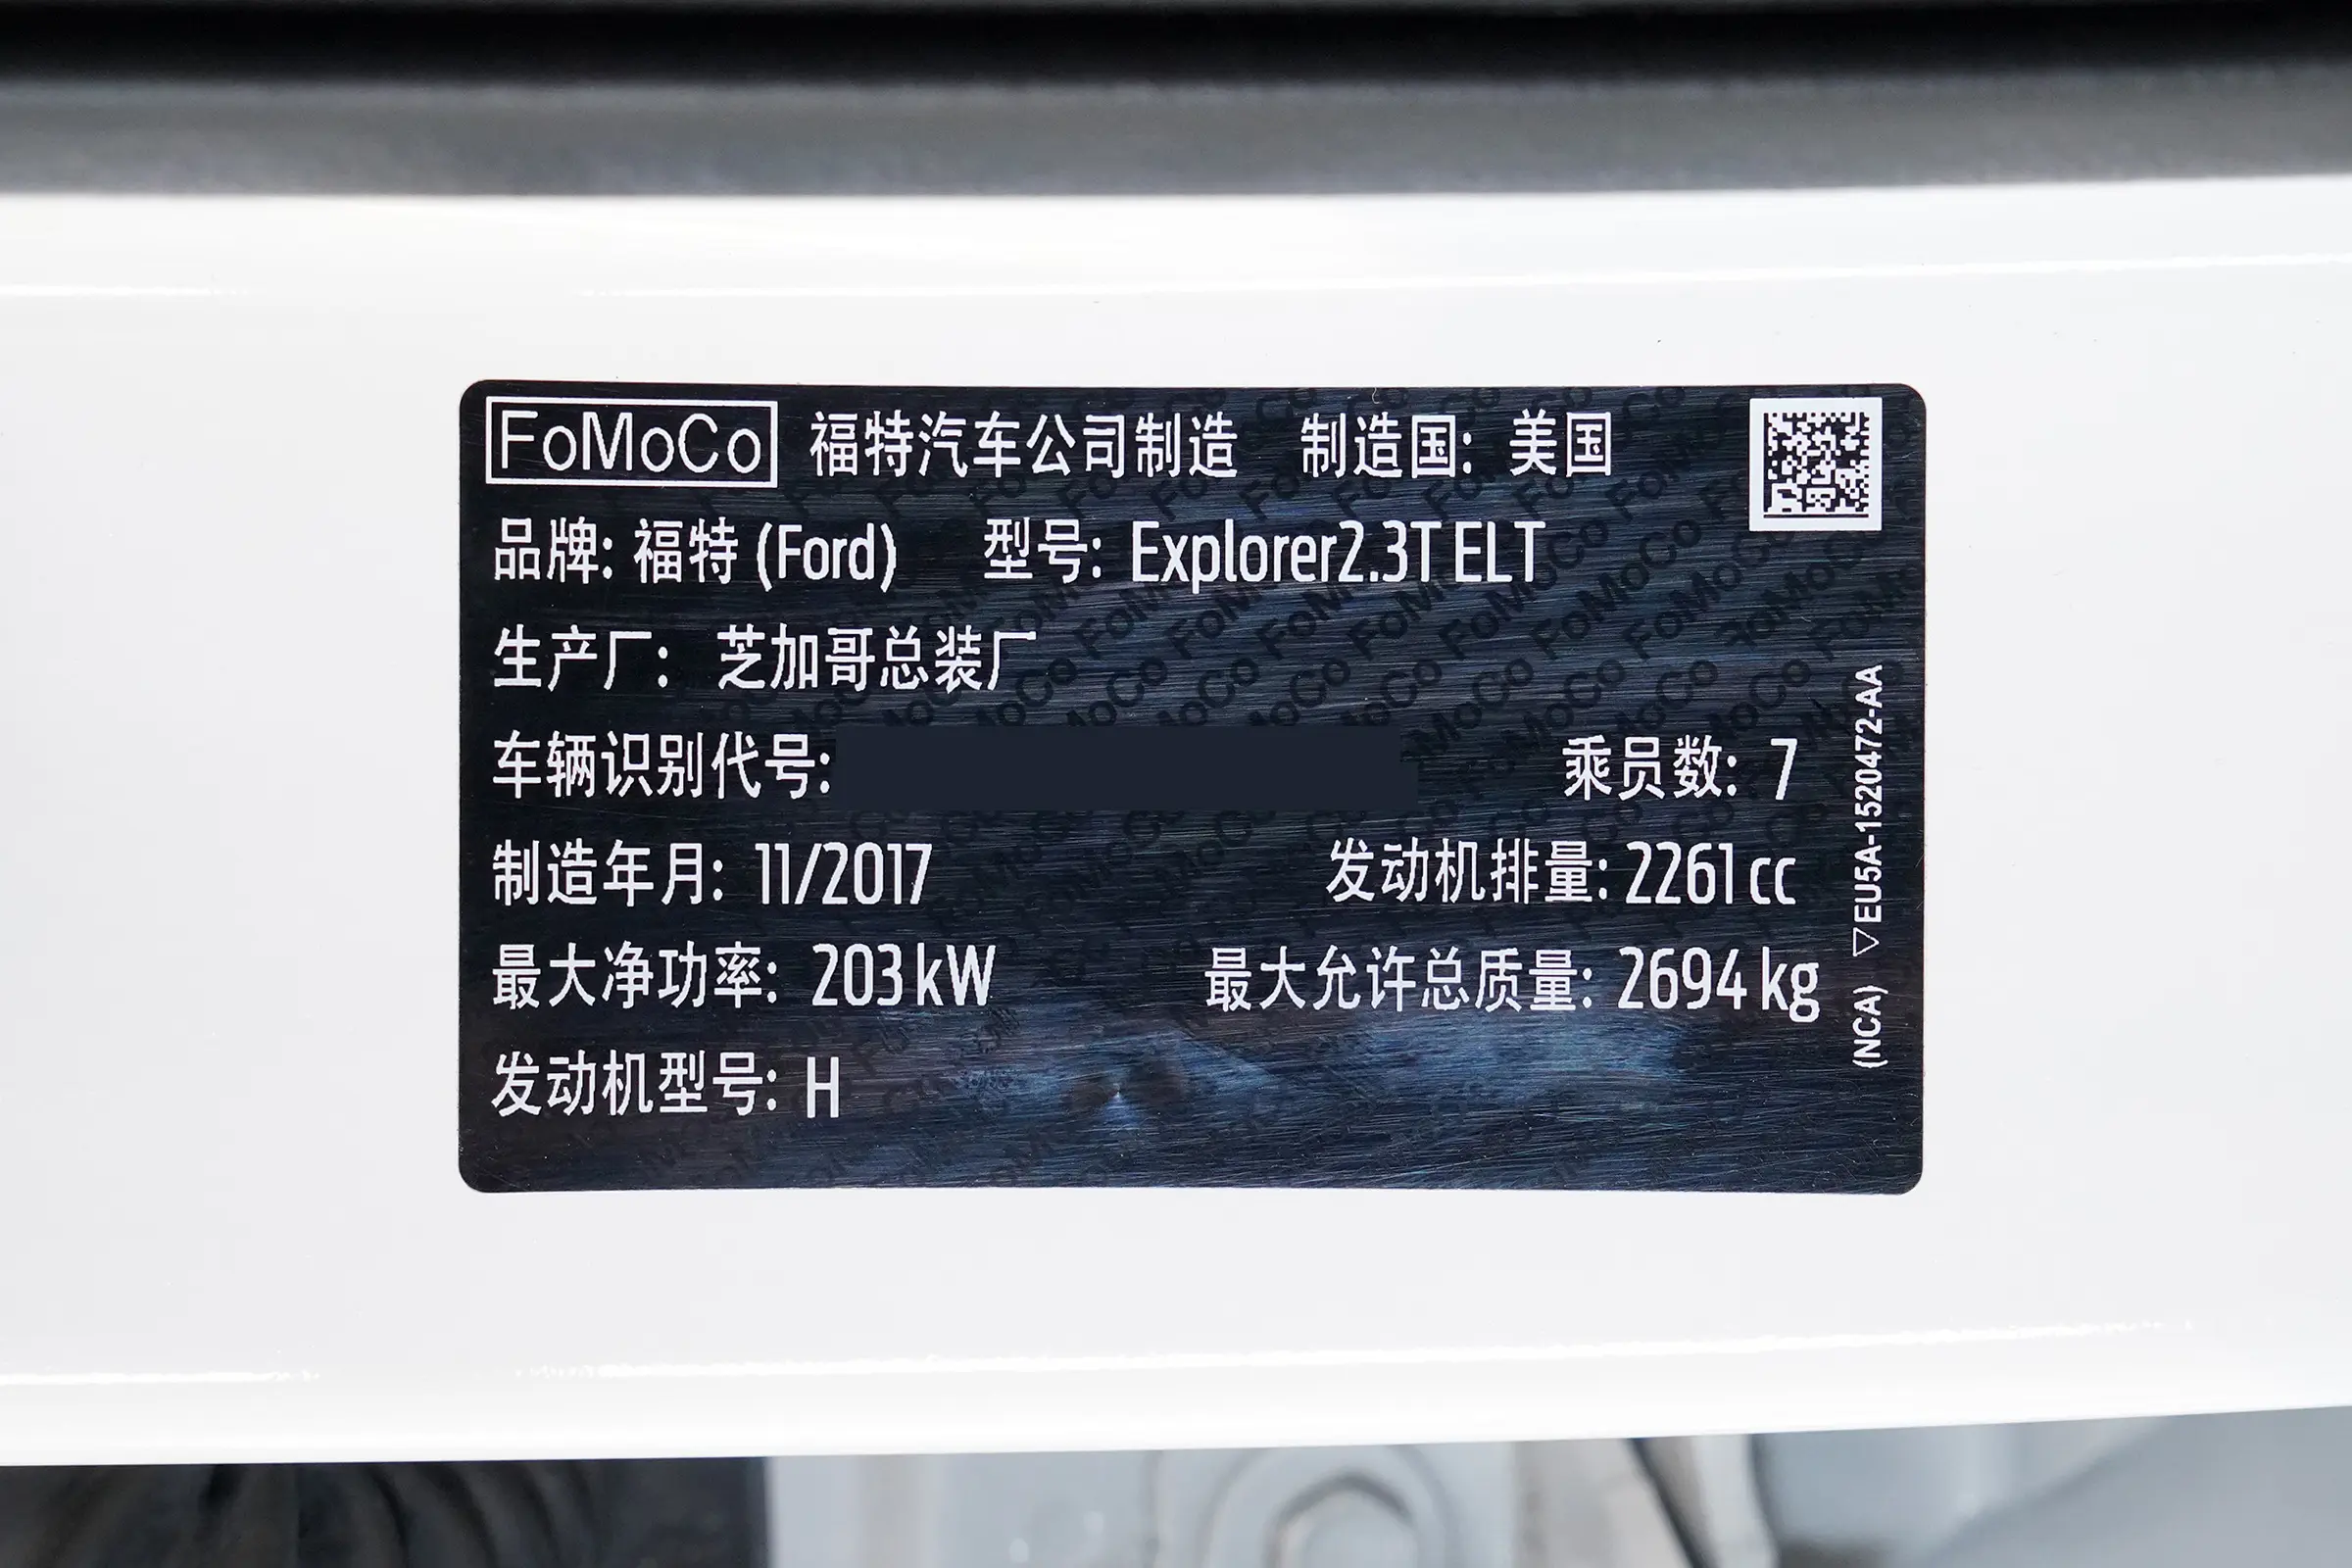 FoMoCo 福特汽车公司制造 制造国: 美国
品牌: 福特 (Ford) 型号: Explorer2.3T ELT
生产厂: 芝加哥总装厂
车辆识别代号: 乘员数: 7
制造年月: 11/2017 发动机排量: 2261 cc
最大净功率: 203 kW 最大允许总质量: 2694 kg
发动机型号: H
(NCA) ▽EU5A-1520472-AA